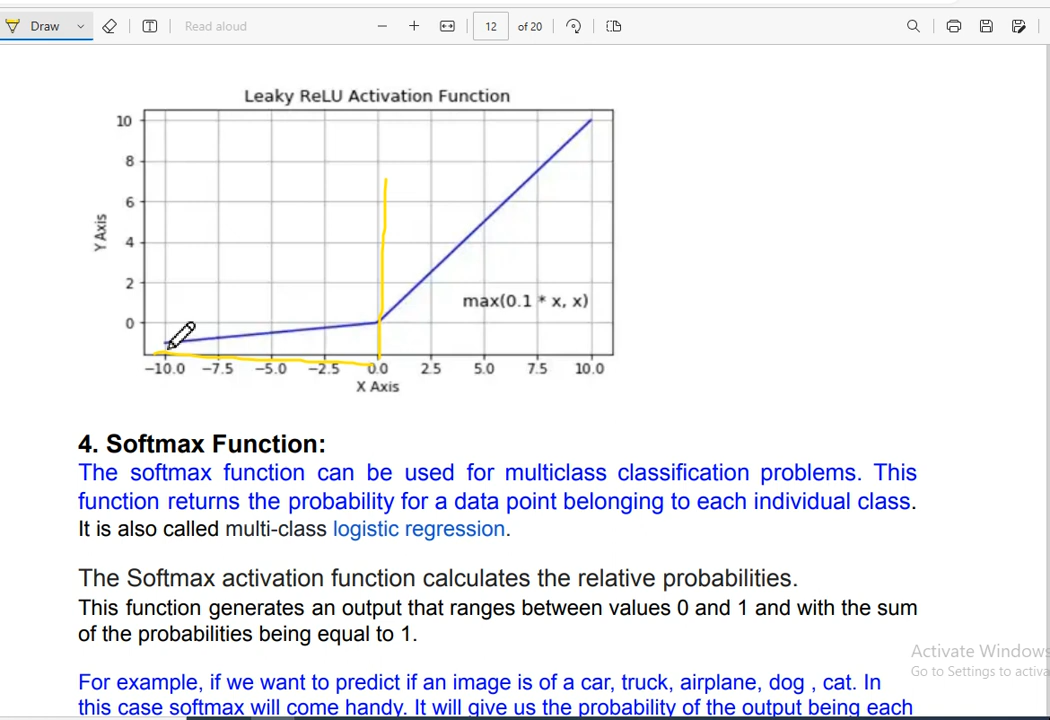 Draw
Read aloud
12 of 20
Leaky ReLU Activation Function
10
8
6
4
2
0
Y Axis
max(0.1 * x, x)
−10.0 −7.5 −5.0 −2.5 0.0 2.5 5.0 7.5 10.0
X Axis
4. Softmax Function:
The softmax function can be used for multiclass classification problems. This
function returns the probability for a data point belonging to each individual class.
It is also called multi-class logistic regression.
The Softmax activation function calculates the relative probabilities.
This function generates an output that ranges between values 0 and 1 and with the sum
of the probabilities being equal to 1.
Activate Windows
Go to Settings to activa
For example, if we want to predict if an image is of a car, truck, airplane, dog , cat. In
this case softmax will come handy. It will give us the probability of the output being each